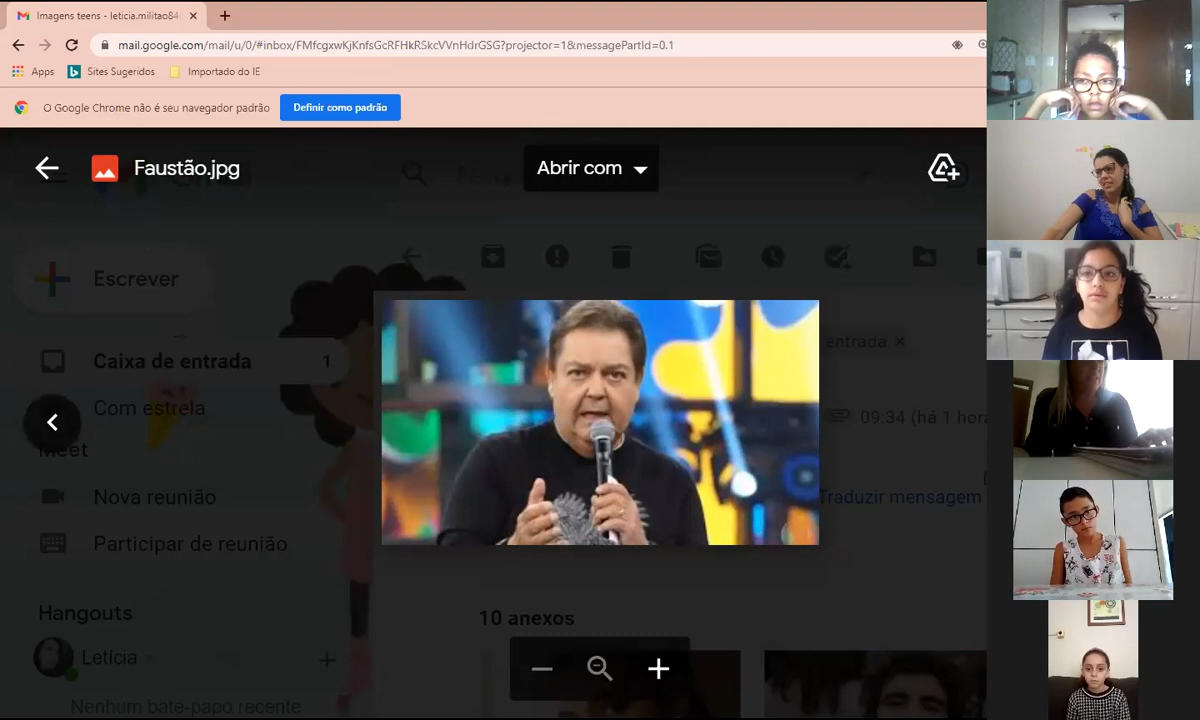 Imagens teens - leticia.militao84
mail.google.com/mail/u/0/#inbox/FMfcgxwKjKnfsGcRFHkRSkcVVnHdrGSG?projector=1&messagePartId=0.1
Apps Sites Sugeridos Importado do IE
O Google Chrome não é seu navegador padrão Definir como padrão
Faustão.jpg Abrir com
Escrever
Caixa de entrada 1
entrada ×
Com estrela
09:34 (há 1 hora
Meet
Nova reunião
Traduzir mensagem
Participar de reunião
Hangouts
10 anexos
Letícia
Nenhum bate-papo recente